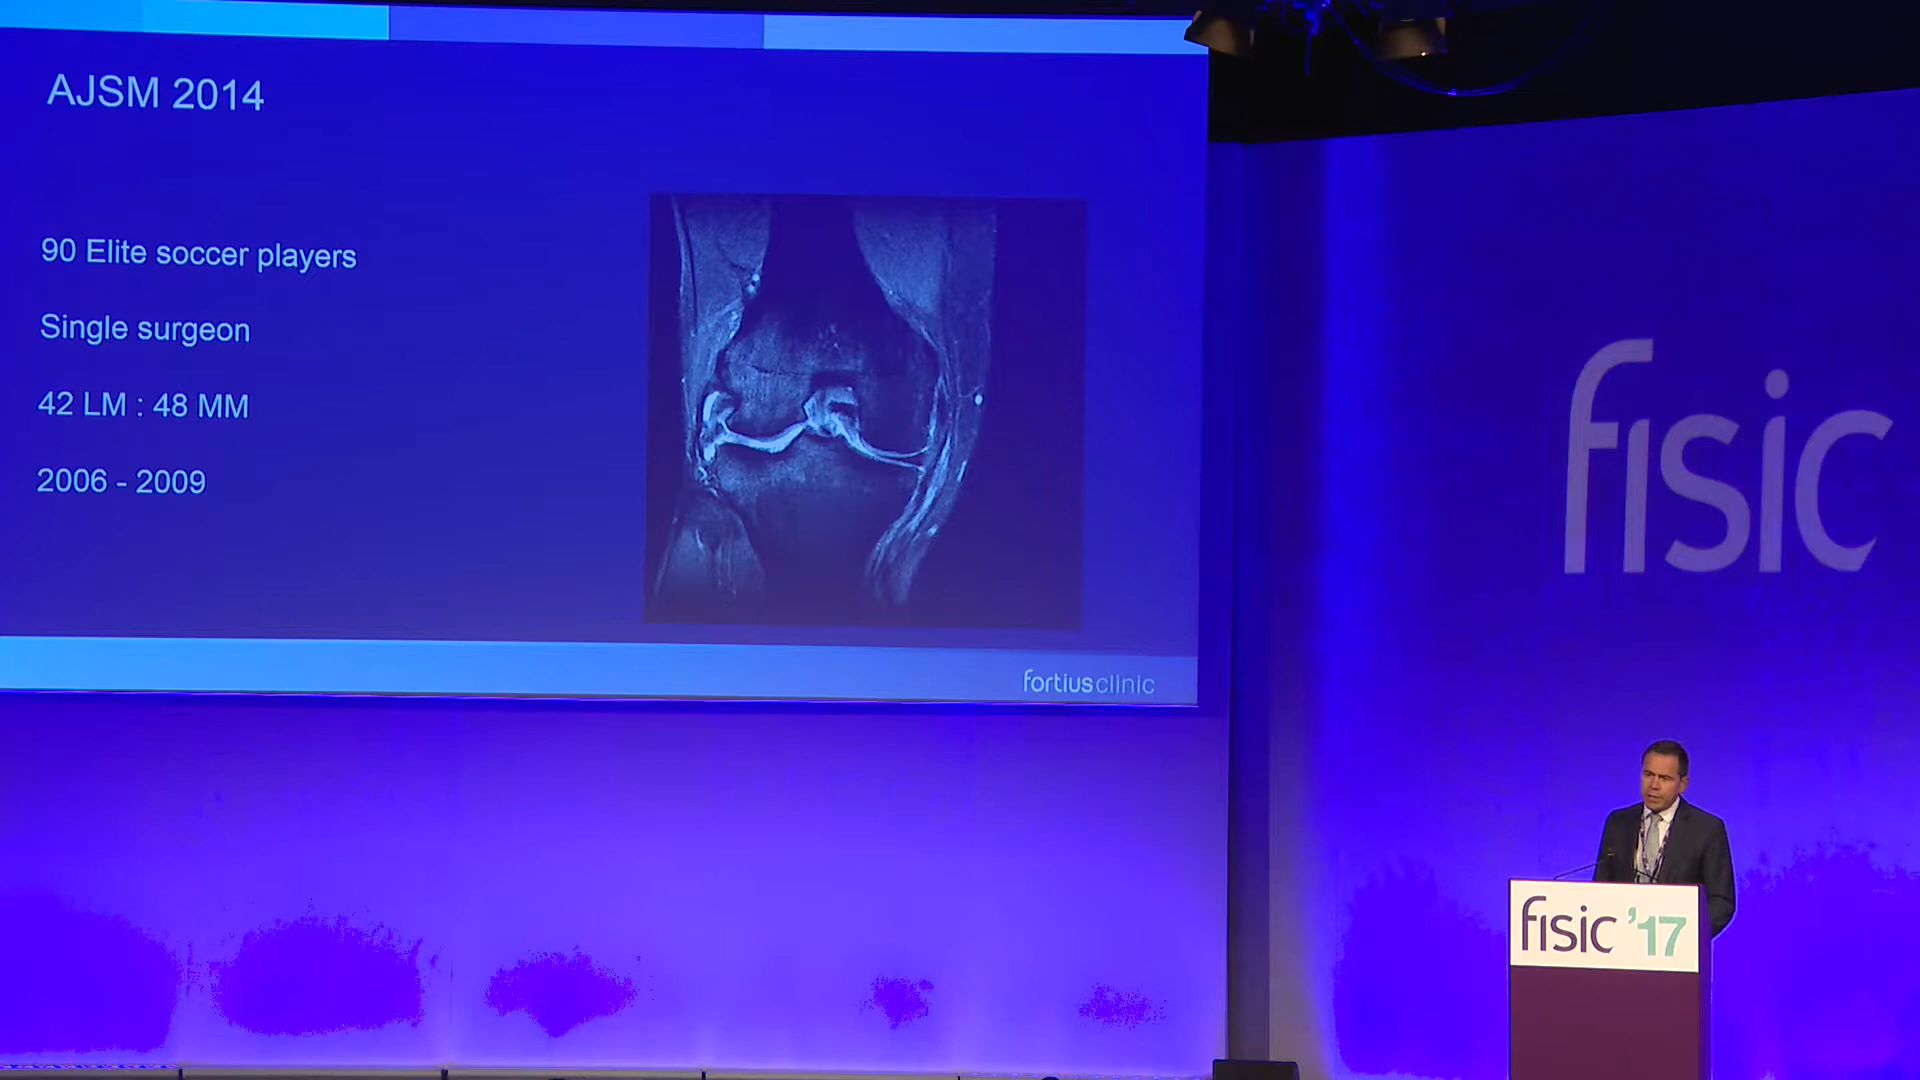 AJSM 2014
90 Elite soccer players
Single surgeon
42 LM : 48 MM
2006 - 2009
fortiusclinic
fisic
fisic '17